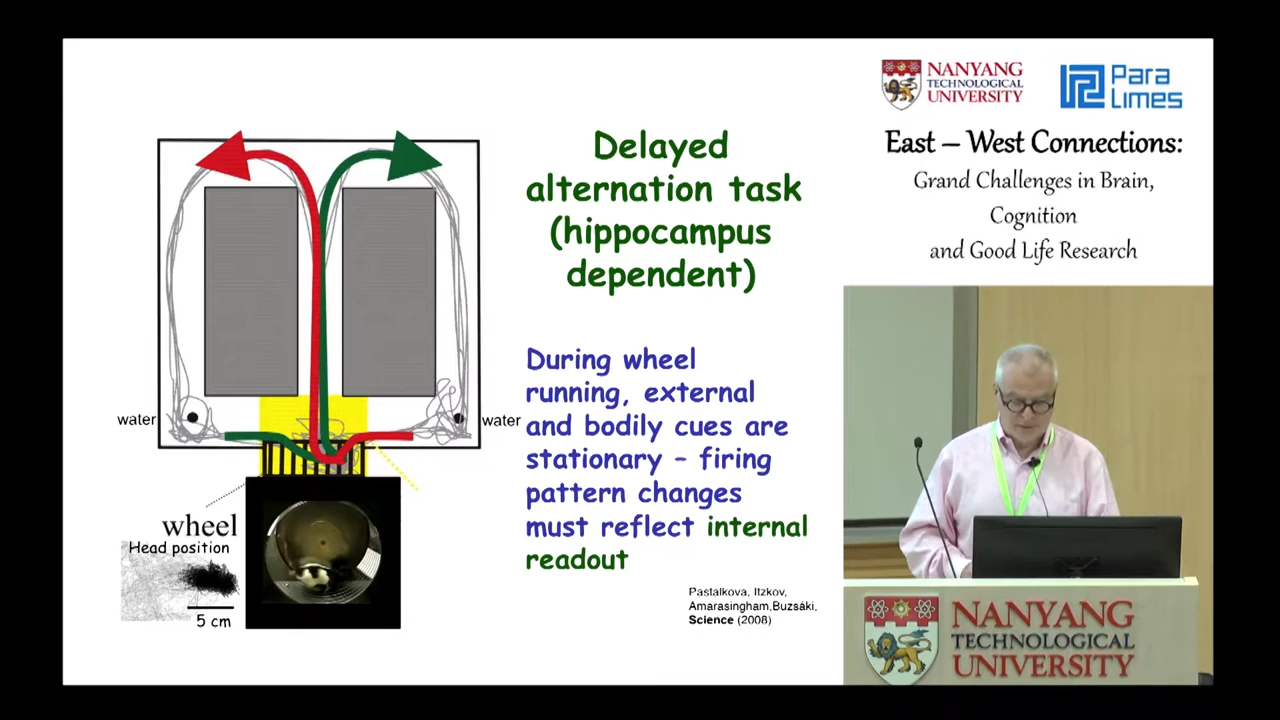 Delayed
alternation task
(hippocampus
dependent)
During wheel
running, external
and bodily cues are
stationary – firing
pattern changes
must reflect internal
readout
Pastalkova, Itzkov,
Amarasingham,Buzsáki,
Science (2008)
water
water
wheel
Head position
5 cm
NANYANG
TECHNOLOGICAL
UNIVERSITY
Para
Limes
East – West Connections:
Grand Challenges in Brain,
Cognition
and Good Life Research
NANYANG
TECHNOLOGICAL
UNIVERSITY